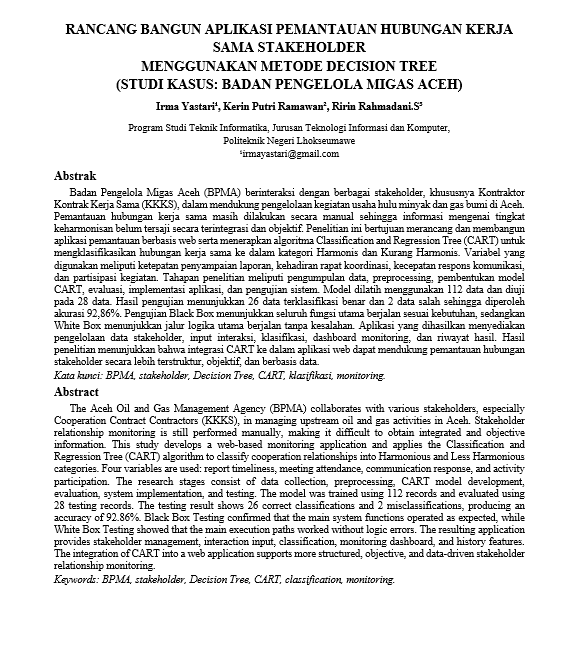 RANCANG BANGUN APLIKASI PEMANTAUAN HUBUNGAN KERJA
SAMA STAKEHOLDER
MENGGUNAKAN METODE DECISION TREE
(STUDI KASUS: BADAN PENGELOLA MIGAS ACEH)
Irma Yastari¹, Kerin Putri Ramawan², Ririn Rahmadani.S³
Program Studi Teknik Informatika, Jurusan Teknologi Informasi dan Komputer,
Politeknik Negeri Lhokseumawe
¹irmayastari@gmail.com
Abstrak
Badan Pengelola Migas Aceh (BPMA) berinteraksi dengan berbagai stakeholder, khususnya Kontraktor
Kontrak Kerja Sama (KKKS), dalam mendukung pengelolaan kegiatan usaha hulu minyak dan gas bumi di Aceh.
Pemantauan hubungan kerja sama masih dilakukan secara manual sehingga informasi mengenai tingkat
keharmonisan belum tersaji secara terintegrasi dan objektif. Penelitian ini bertujuan merancang dan membangun
aplikasi pemantauan berbasis web serta menerapkan algoritma Classification and Regression Tree (CART) untuk
mengklasifikasikan hubungan kerja sama ke dalam kategori Harmonis dan Kurang Harmonis. Variabel yang
digunakan meliputi ketepatan penyampaian laporan, kehadiran rapat koordinasi, kecepatan respons komunikasi,
dan partisipasi kegiatan. Tahapan penelitian meliputi pengumpulan data, preprocessing, pembentukan model
CART, evaluasi, implementasi aplikasi, dan pengujian sistem. Model dilatih menggunakan 112 data dan diuji
pada 28 data. Hasil pengujian menunjukkan 26 data terklasifikasi benar dan 2 data salah sehingga diperoleh
akurasi 92,86%. Pengujian Black Box menunjukkan seluruh fungsi utama berjalan sesuai kebutuhan, sedangkan
White Box menunjukkan jalur logika utama berjalan tanpa kesalahan. Aplikasi yang dihasilkan menyediakan
pengelolaan data stakeholder, input interaksi, klasifikasi, dashboard monitoring, dan riwayat hasil. Hasil
penelitian menunjukkan bahwa integrasi CART ke dalam aplikasi web dapat mendukung pemantauan hubungan
stakeholder secara lebih terstruktur, objektif, dan berbasis data.
Kata kunci: BPMA, stakeholder, Decision Tree, CART, klasifikasi, monitoring.
Abstract
The Aceh Oil and Gas Management Agency (BPMA) collaborates with various stakeholders, especially
Cooperation Contract Contractors (KKKS), in managing upstream oil and gas activities in Aceh. Stakeholder
relationship monitoring is still performed manually, making it difficult to obtain integrated and objective
information. This study develops a web-based monitoring application and applies the Classification and
Regression Tree (CART) algorithm to classify cooperation relationships into Harmonious and Less Harmonious
categories. Four variables are used: report timeliness, meeting attendance, communication response, and activity
participation. The research stages consist of data collection, preprocessing, CART model development,
evaluation, system implementation, and testing. The model was trained using 112 records and evaluated using
28 testing records. The testing result shows 26 correct classifications and 2 misclassifications, producing an
accuracy of 92.86%. Black Box Testing confirmed that the main system functions operated as expected, while
White Box Testing showed that the main execution paths worked without logic errors. The resulting application
provides stakeholder management, interaction input, classification, monitoring dashboard, and history features.
The integration of CART into a web application supports more structured, objective, and data-driven stakeholder
relationship monitoring.
Keywords: BPMA, stakeholder, Decision Tree, CART, classification, monitoring.